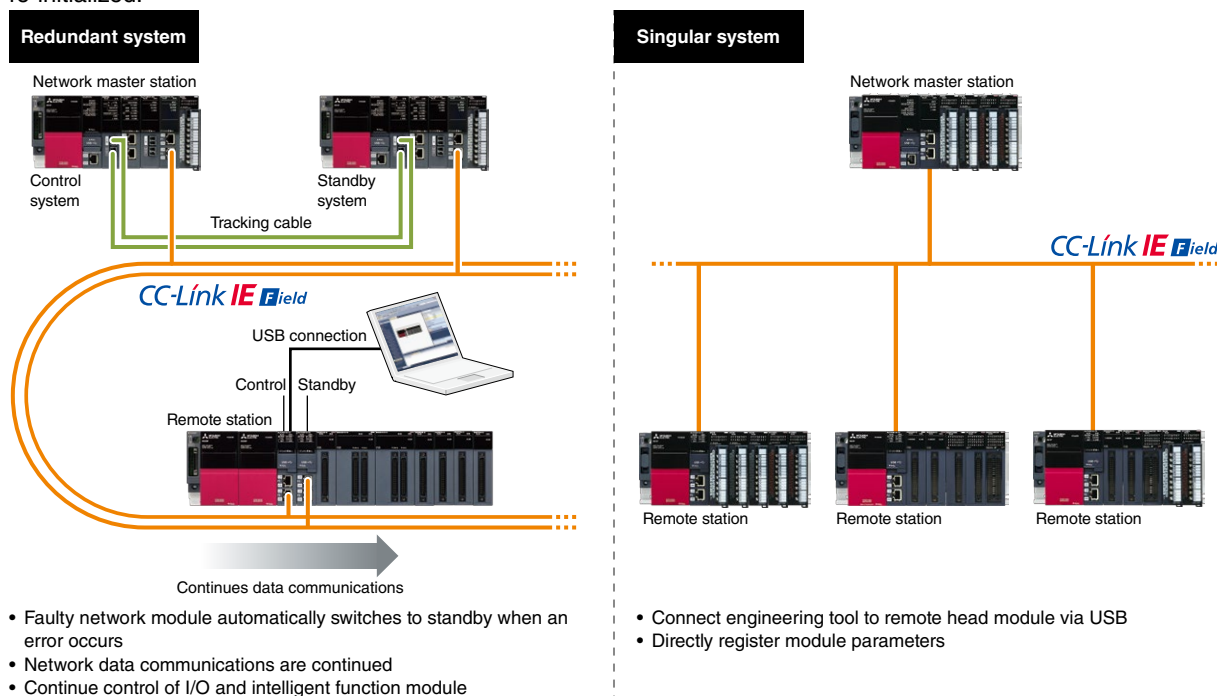 re-initialized.
Redundant system
Network master station
Control
system
Standby
system
Tracking cable
CC-Link IE Field
USB connection
Control
Standby
Remote station
Continues data communications
• Faulty network module automatically switches to standby when an
error occurs
• Network data communications are continued
• Continue control of I/O and intelligent function module
Singular system
Network master station
CC-Link IE Field
Remote station
Remote station
Remote station
• Connect engineering tool to remote head module via USB
• Directly register module parameters